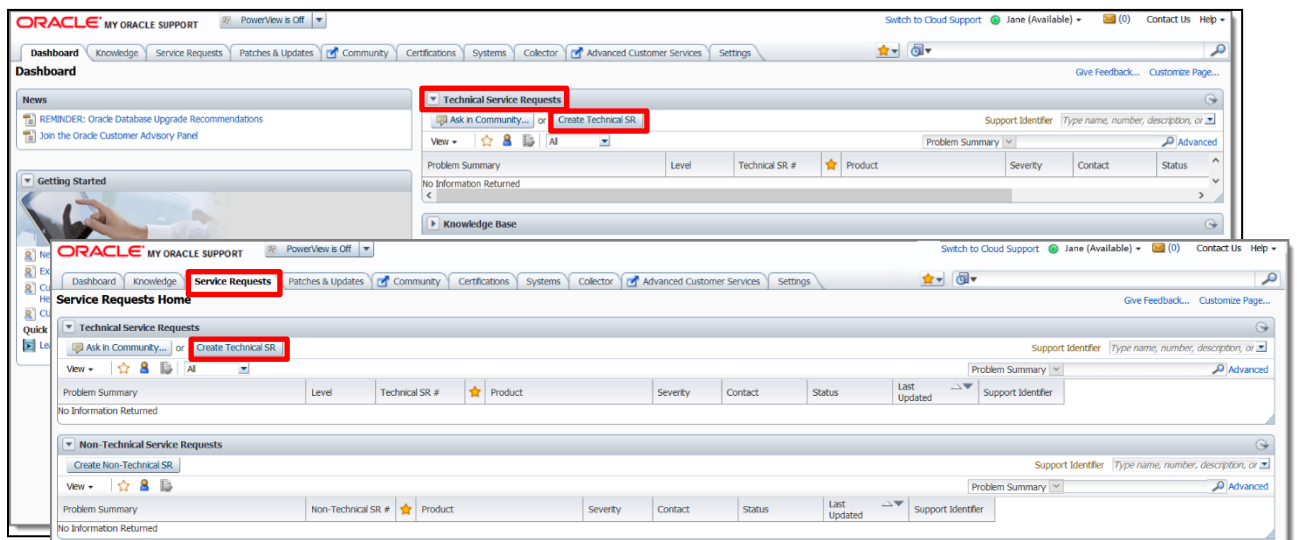 ORACLE MY ORACLE SUPPORT PowerView is Off Switch to Cloud Support Jane (Available) (0) Contact Us Help
Dashboard Knowledge Service Requests Patches & Updates Community Certifications Systems Collector Advanced Customer Services Settings
Dashboard
Give Feedback... Customize Page...
News
REMINDER: Oracle Database Upgrade Recommendations
Join the Oracle Customer Advisory Panel
Getting Started
Technical Service Requests
Ask in Community... or Create Technical SR Support Identifier Type name, number, description, or
View All Problem Summary Advanced
Problem Summary Level Technical SR # Product Severity Contact Status
No Information Returned
Knowledge Base
Ne
Ex
Cu
He
CU
Quick
Le
ORACLE MY ORACLE SUPPORT PowerView is Off Switch to Cloud Support Jane (Available) (0) Contact Us Help
Dashboard Knowledge Service Requests Patches & Updates Community Certifications Systems Collector Advanced Customer Services Settings
Service Requests Home Give Feedback... Customize Page...
Technical Service Requests
Ask in Community... or Create Technical SR Support Identifier Type name, number, description, or
View All Problem Summary Advanced
Problem Summary Level Technical SR # Product Severity Contact Status Last Updated Support Identifier
No Information Returned
Non-Technical Service Requests
Create Non-Technical SR Support Identifier Type name, number, description, or
View Problem Summary Advanced
Problem Summary Non-Technical SR # Product Severity Contact Status Last Updated Support Identifier
No Information Returned